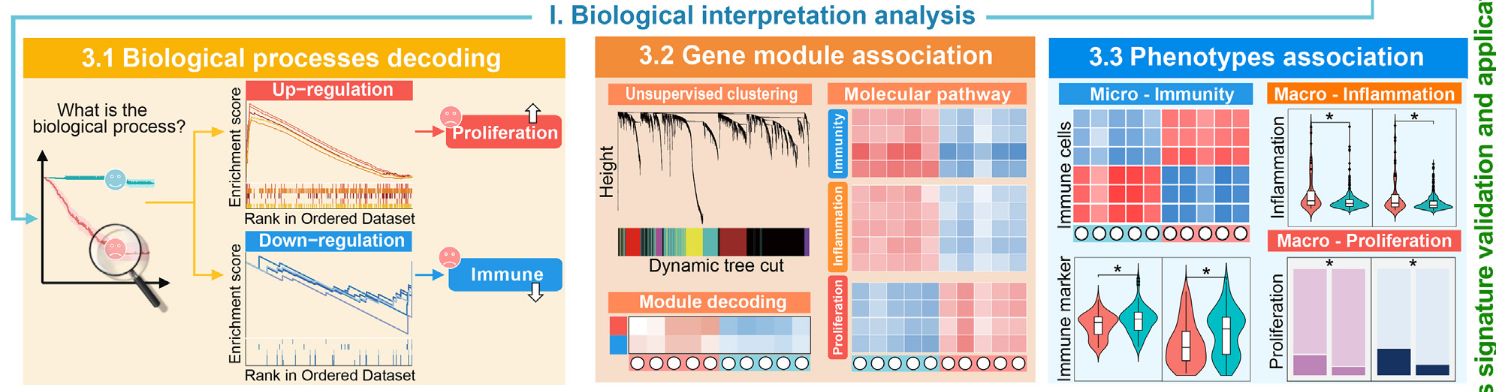 I. Biological interpretation analysis
3.1 Biological processes decoding
What is the
biological process?
Enrichment score
Up-regulation
Rank in Ordered Dataset
Proliferation
Enrichment score
Down-regulation
Rank in Ordered Dataset
Immune
3.2 Gene module association
Unsupervised clustering
Height
Dynamic tree cut
Module decoding
Molecular pathway
Immunity
Inflammation
Proliferation
3.3 Phenotypes association
Micro - Immunity
Immune cells
Immune marker
*
*
Macro - Inflammation
Inflammation
*
*
Macro - Proliferation
Proliferation
*
*
signature validation and